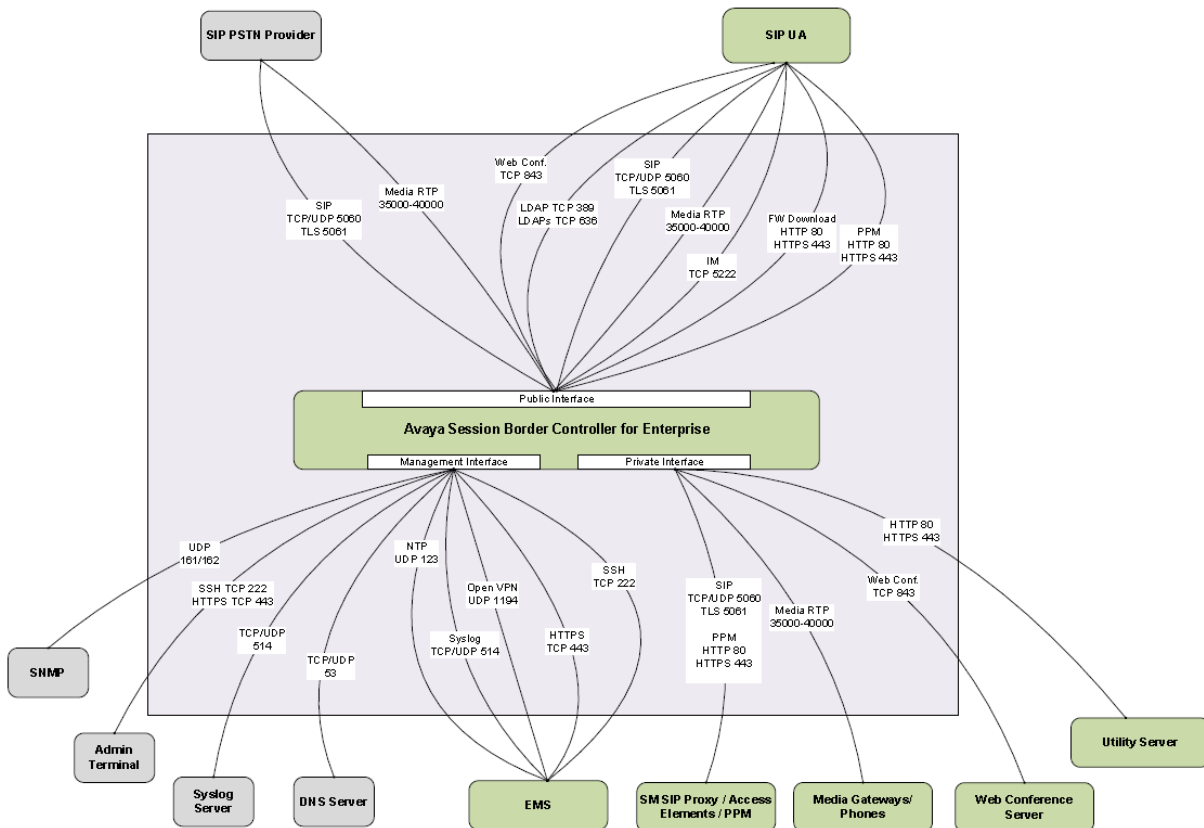 SIP PSTN Provider
SIP UA
SIP
TCP/UDP 5060
TLS 5061
Media RTP
35000-40000
Web Conf.
TCP 843
LDAP TCP 389
LDAPs TCP 636
SIP
TCP/UDP 5060
TLS 5061
Media RTP
35000-40000
IM
TCP 5222
FW Download
HTTP 80
HTTPS 443
PPM
HTTP 80
HTTPS 443
Public Interface
Avaya Session Border Controller for Enterprise
Management Interface
Private Interface
UDP
161/162
SSH TCP 222
HTTPS TCP 443
TCP/UDP
514
TCP/UDP
53
NTP
UDP 123
Syslog
TCP/UDP 514
Open VPN
UDP 1194
HTTPS
TCP 443
SSH
TCP 222
SIP
TCP/UDP 5060
TLS 5061
PPM
HTTP 80
HTTPS 443
Media RTP
35000-40000
Web Conf.
TCP 843
HTTP 80
HTTPS 443
SNMP
Admin
Terminal
Syslog
Server
DNS Server
EMS
SM SIP Proxy / Access
Elements / PPM
Media Gateways/
Phones
Web Conference
Server
Utility Server